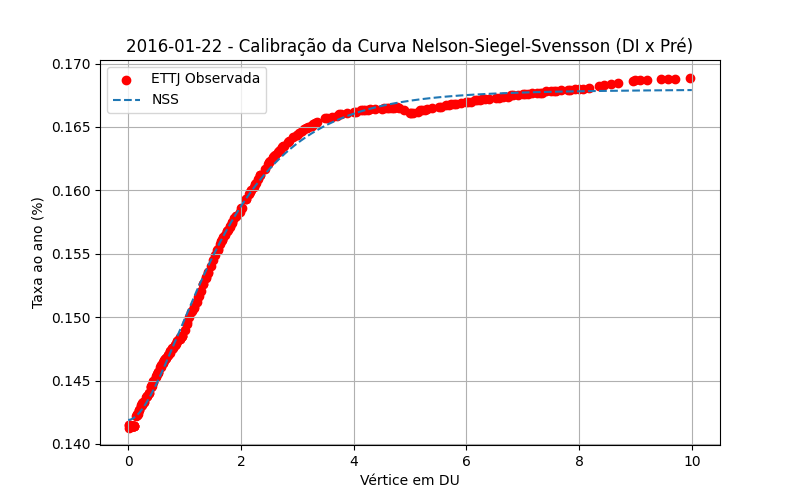 2016-01-22 - Calibração da Curva Nelson-Siegel-Svensson (DI x Pré)
0.170
ETTJ Observada
NSS
0.165
0.160
0.155
0.150
0.145
0.140
Taxa ao ano (%)
0 2 4 6 8 10
Vértice em DU